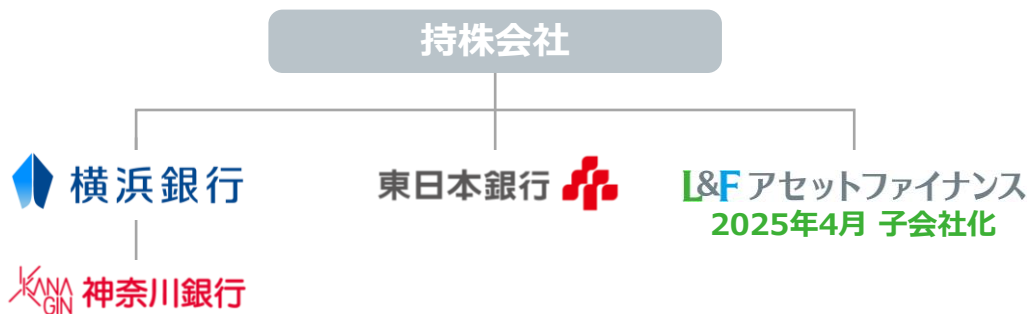 持株会社
横浜銀行
東日本銀行
L&Fアセットファイナンス
2025年4月 子会社化
KANAGIN 神奈川銀行